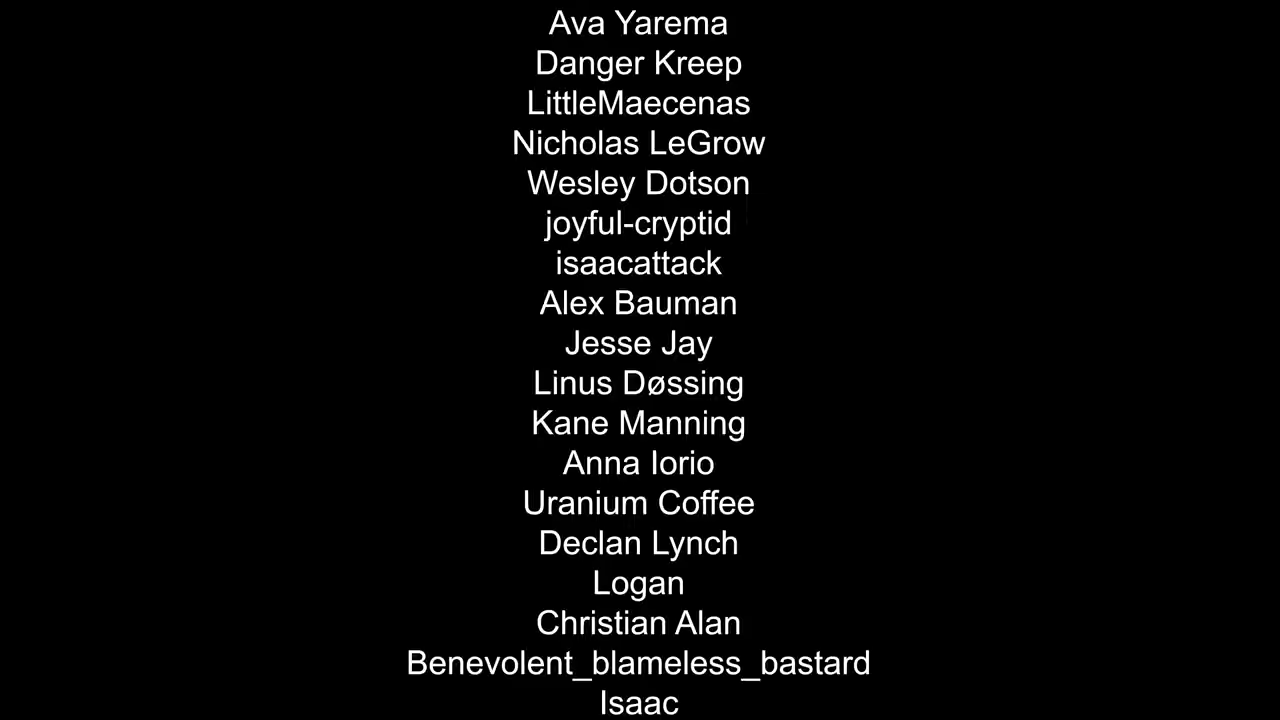 Ava Yarema
Danger Kreep
LittleMaecenas
Nicholas LeGrow
Wesley Dotson
joyful-cryptid
isaacattack
Alex Bauman
Jesse Jay
Linus Døssing
Kane Manning
Anna Iorio
Uranium Coffee
Declan Lynch
Logan
Christian Alan
Benevolent_blameless_bastard
Isaac